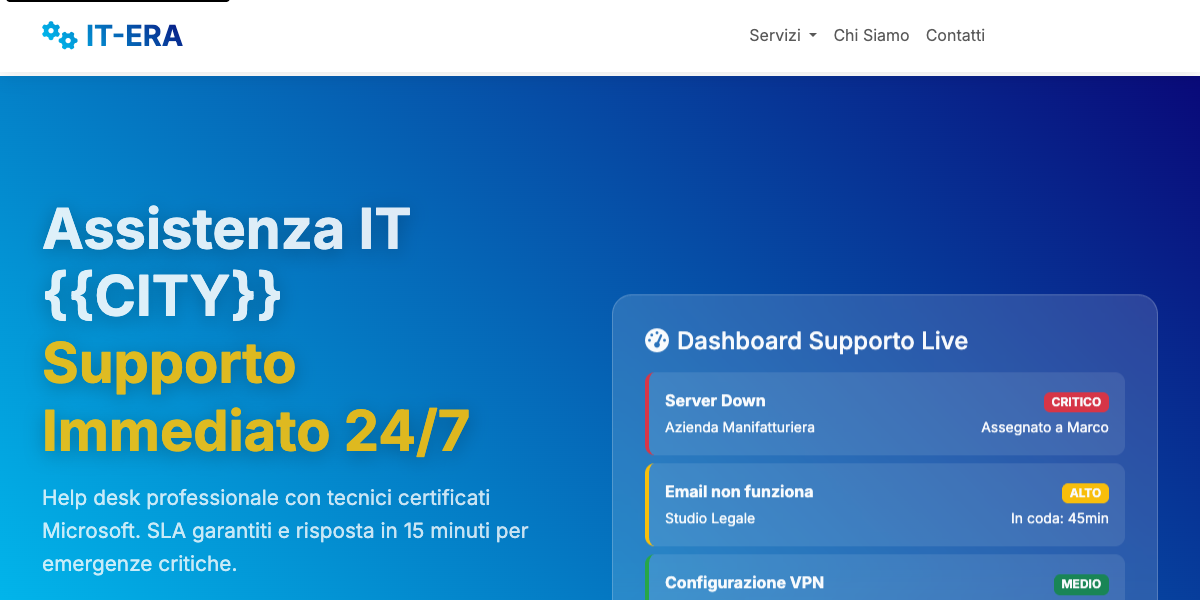 IT-ERA
Servizi
Chi Siamo
Contatti
Assistenza IT
{{CITY}}
Supporto
Immediato 24/7
Help desk professionale con tecnici certificati
Microsoft. SLA garantiti e risposta in 15 minuti per
emergenze critiche.
Dashboard Supporto Live
Server Down
CRITICO
Azienda Manifatturiera
Assegnato a Marco
Email non funziona
ALTO
Studio Legale
In coda: 45min
Configurazione VPN
MEDIO